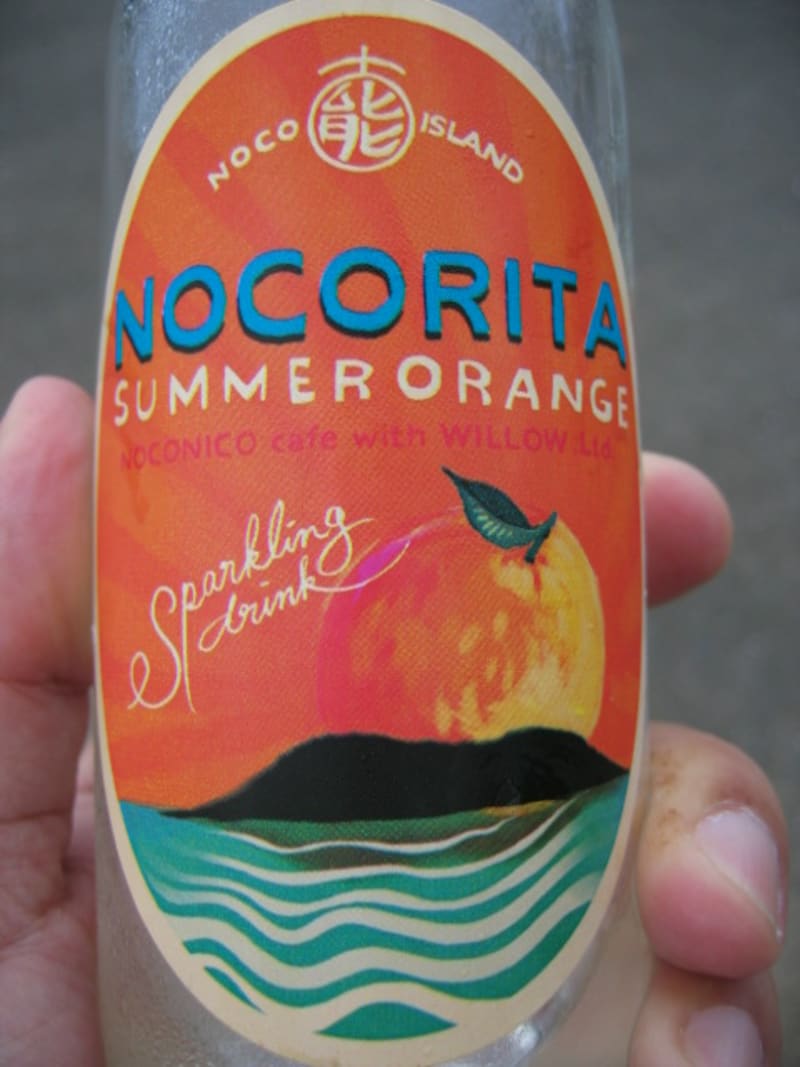 NOCO 能 ISLAND
NOCORITA
SUMMER ORANGE
NOCONICO cafe with WILLOW.Ltd.
Sparkling
drink